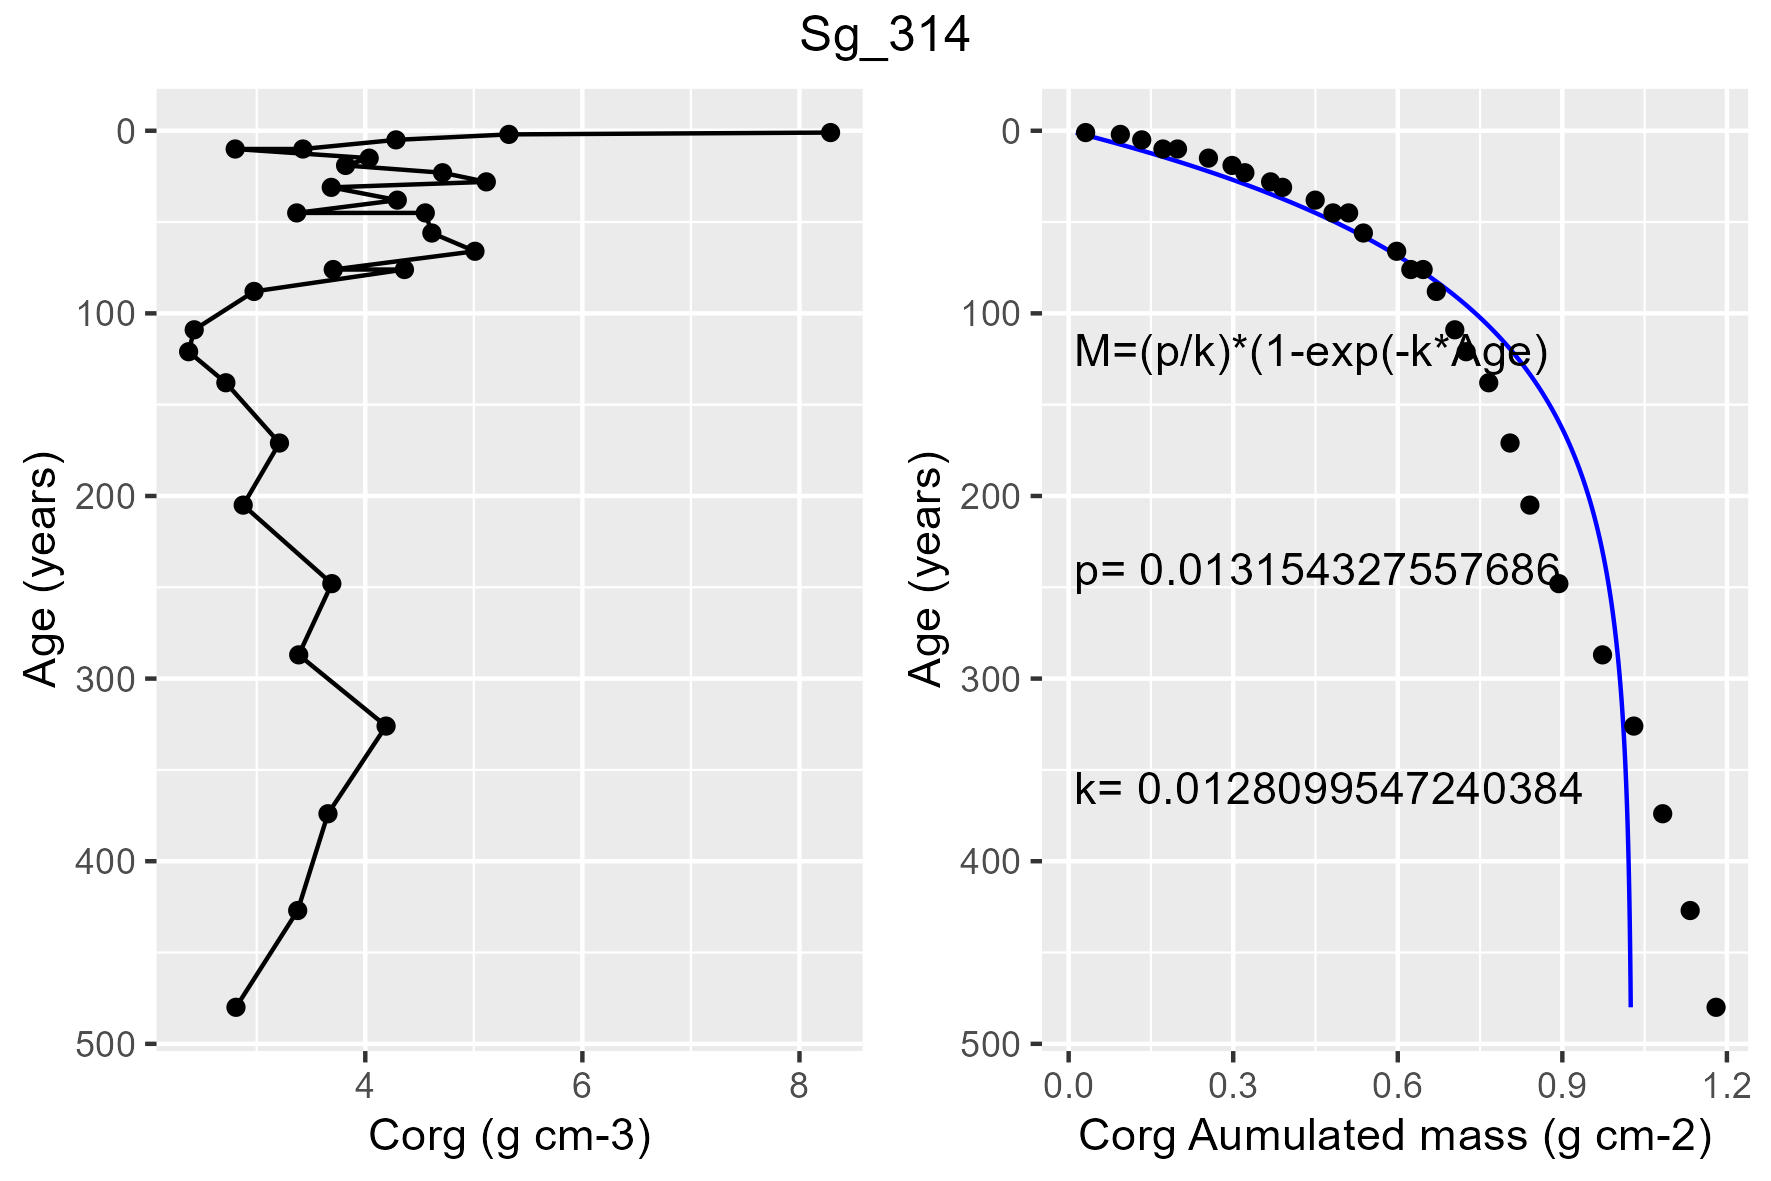 Sg_314
0
100
200
300
400
500
Age (years)
4
6
8
Corg (g cm-3)
0
100
200
300
400
500
Age (years)
M=(p/k)*(1-exp(-k*Age)
p= 0.013154327557686
k= 0.0128099547240384
0.0
0.3
0.6
0.9
1.2
Corg Aumulated mass (g cm-2)